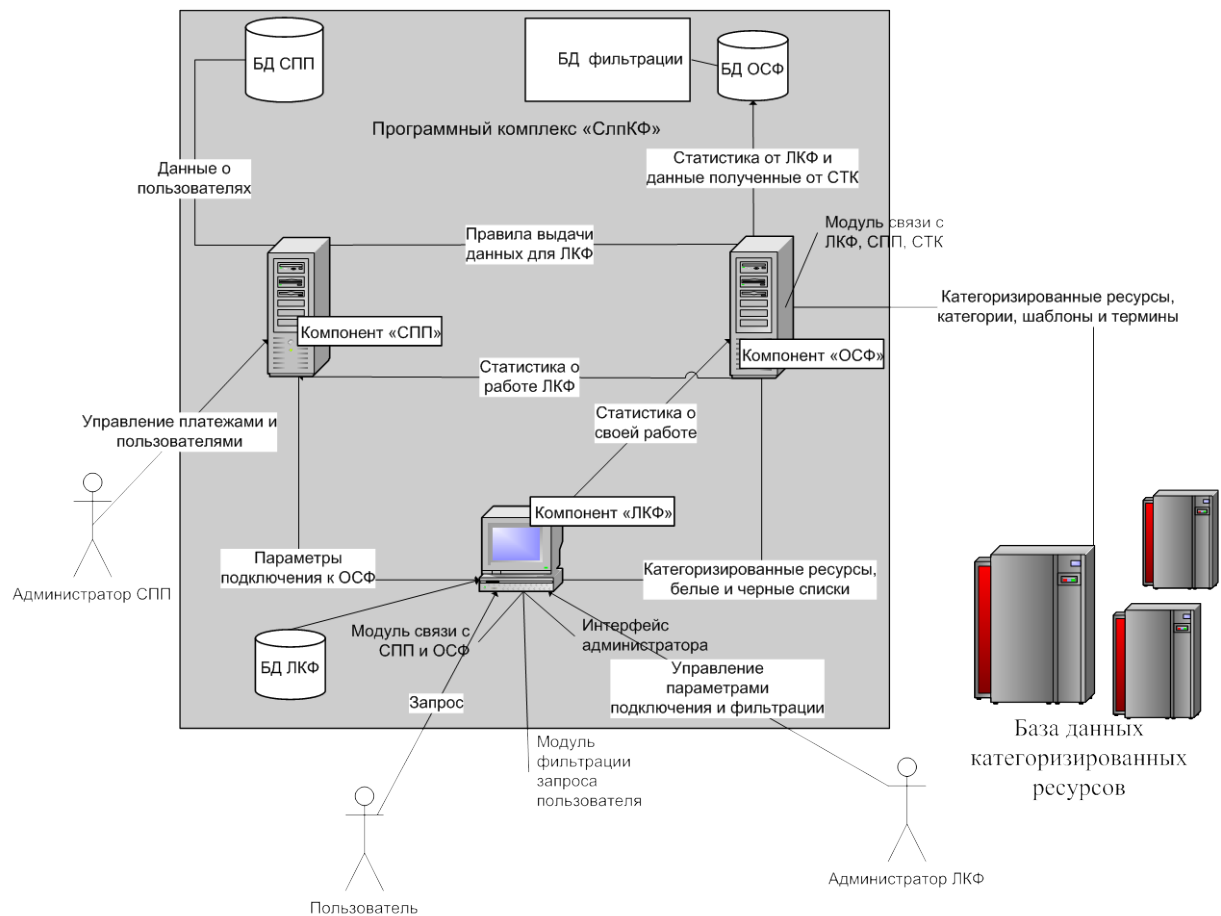 БД СПП
БД фильтрации
БД ОСФ
Программный комплекс «СлпКФ»
Данные о
пользователях
Статистика от ЛКФ и
данные полученные от СТК
Правила выдачи
данных для ЛКФ
Модуль связи с
ЛКФ, СПП, СТК
Категоризированные ресурсы,
категории, шаблоны и термины
Компонент «СПП»
Компонент «ОСФ»
Статистика о
работе ЛКФ
Управление платежами и
пользователями
Статистика о
своей работе
Компонент «ЛКФ»
Параметры
подключения к ОСФ
Категоризированные ресурсы,
белые и черные списки
Администратор СПП
БД ЛКФ
Модуль связи с
СПП и ОСФ
Интерфейс
администратора
Управление
параметрами
подключения и фильтрации
Запрос
Модуль
фильтрации
запроса
пользователя
База данных
категоризированных
ресурсов
Администратор ЛКФ
Пользователь